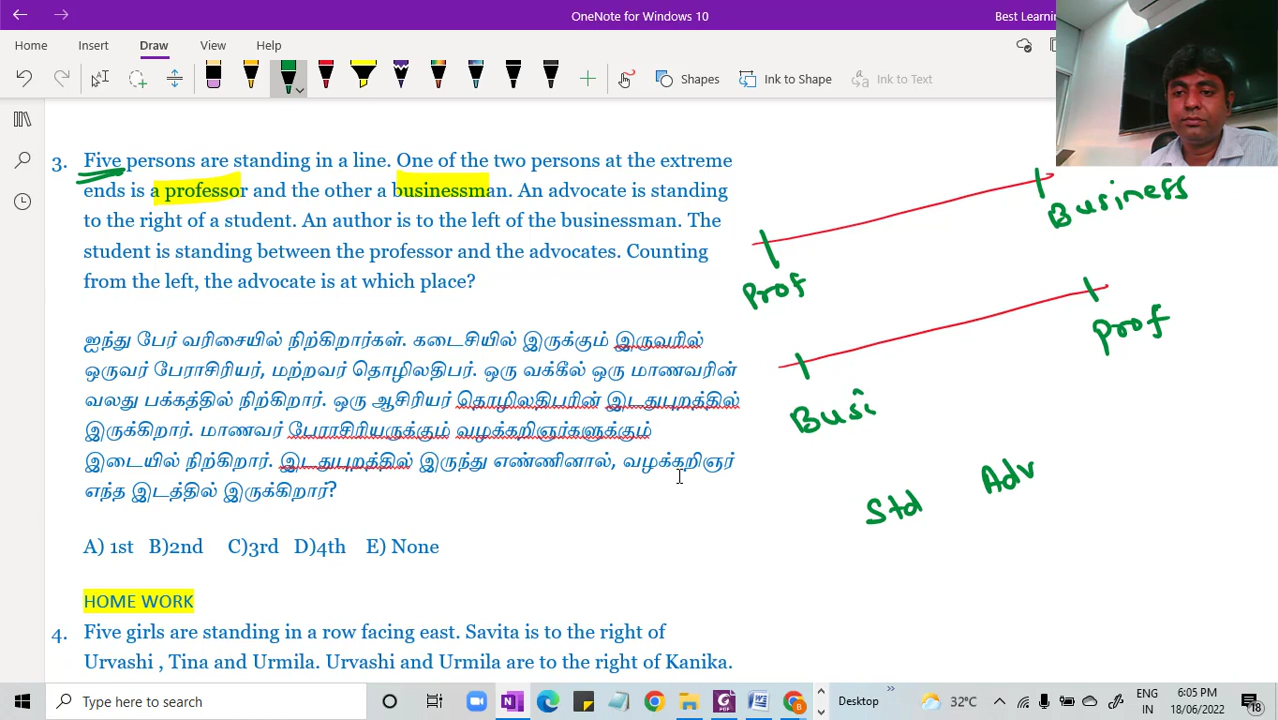 OneNote for Windows 10
Best Learning
Home Insert Draw View Help
Shapes Ink to Shape Ink to Text
3. Five persons are standing in a line. One of the two persons at the extreme
ends is a professor and the other a businessman. An advocate is standing
to the right of a student. An author is to the left of the businessman. The
student is standing between the professor and the advocates. Counting
from the left, the advocate is at which place?
Business
Prof
Prof
Busi
Std Adv
ஐந்து பேர் வரிசையில் நிற்கிறார்கள். கடைசியில் இருக்கும் இருவரில்
ஒருவர் பேராசிரியர், மற்றவர் தொழிலதிபர். ஒரு வக்கீல் ஒரு மாணவரின்
வலது பக்கத்தில் நிற்கிறார். ஒரு ஆசிரியர் தொழிலதிபரின் இடதுபுறத்தில்
இருக்கிறார். மாணவர் பேராசிரியருக்கும் வழக்கறிஞர்களுக்கும்
இடையில் நிற்கிறார். இடதுபுறத்தில் இருந்து எண்ணினால், வழக்கறிஞர்
எந்த இடத்தில் இருக்கிறார்?
A) 1st B)2nd C)3rd D)4th E) None
HOME WORK
4. Five girls are standing in a row facing east. Savita is to the right of
Urvashi , Tina and Urmila. Urvashi and Urmila are to the right of Kanika.
Type here to search
Desktop
32°C
ENG
IN
6:05 PM
18/06/2022
18